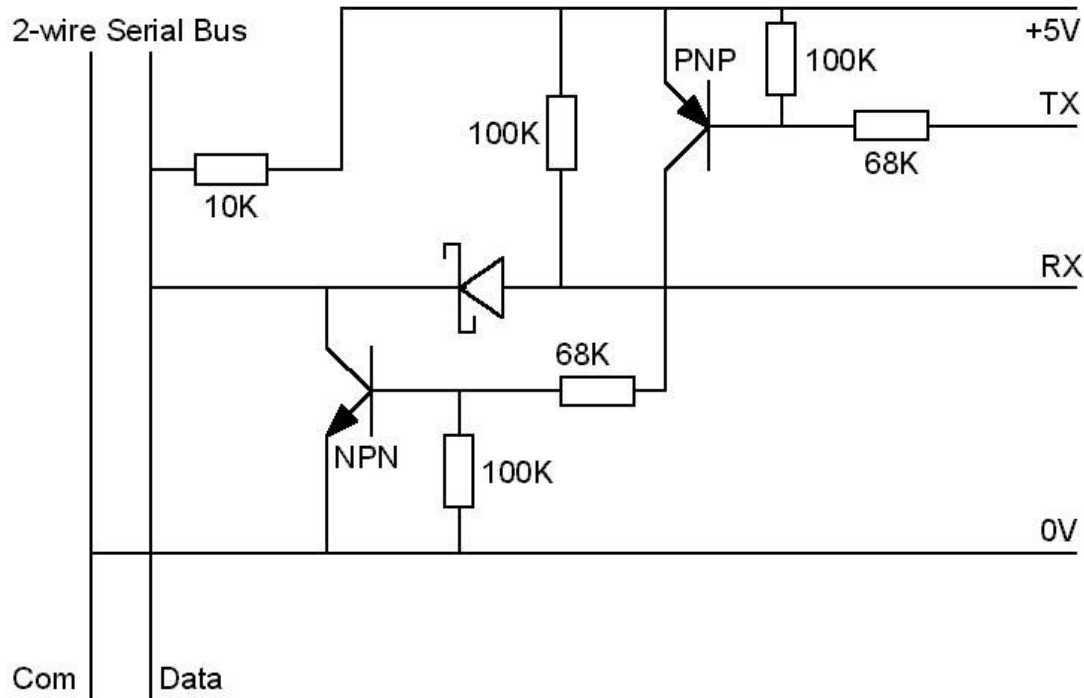 2-wire Serial Bus
+5V
PNP
100K
TX
100K
68K
10K
RX
68K
NPN
100K
0V
Com
Data